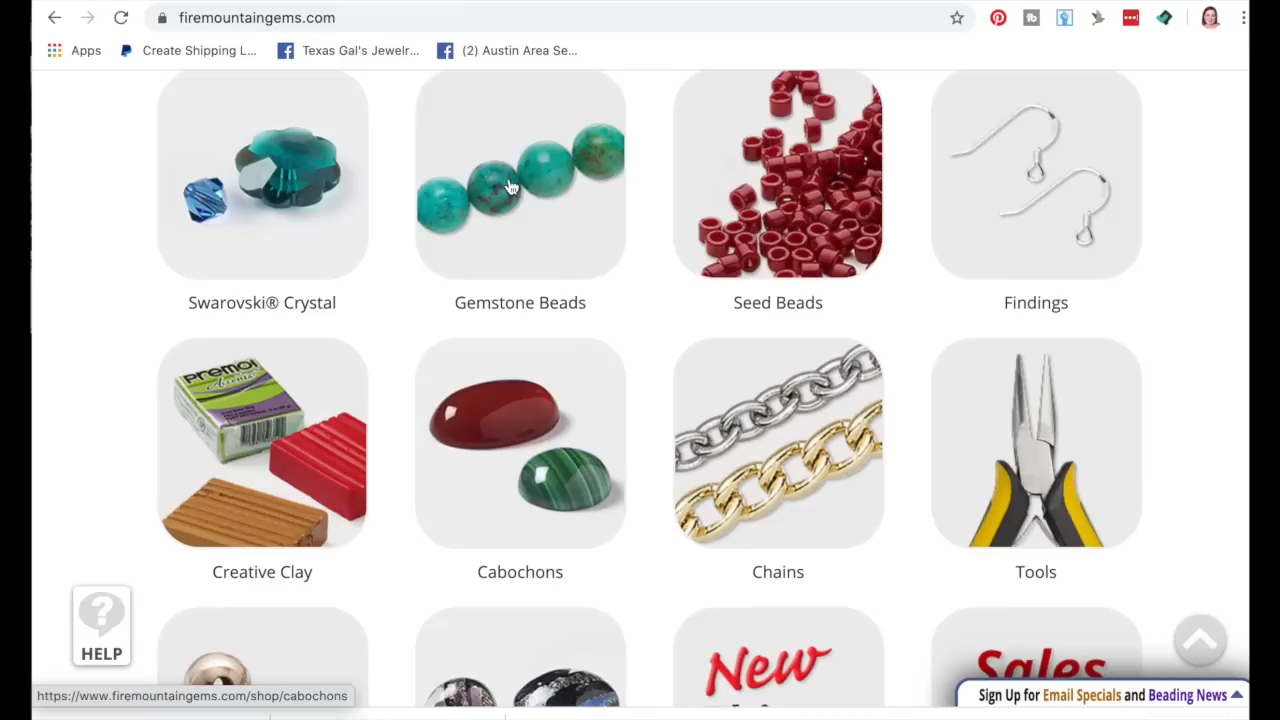 firemountaingems.com
Apps
Create Shipping L...
Texas Gal's Jewelr...
(2) Austin Area Se...
Swarovski® Crystal
Gemstone Beads
Seed Beads
Findings
PREMO!
Creative Clay
Cabochons
Chains
Tools
?
HELP
New
Sales
https://www.firemountaingems.com/shop/cabochons
Sign Up for Email Specials and Beading News